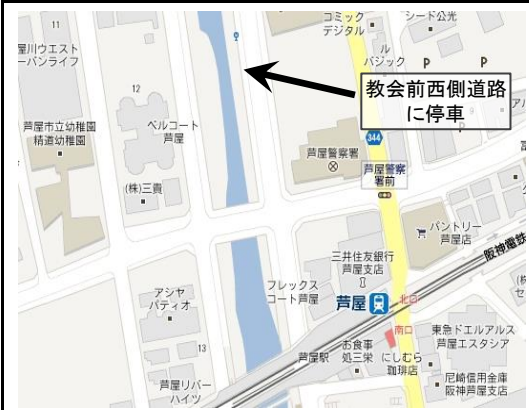 11
コミック
デジタル
シード公光
屋川ウエスト
ーバンライフ
ル
パジック
P
P
教会前西側道路
に停車
12
P
芦屋市立幼稚園
精道幼稚園
ベルコート
芦屋
344
芦屋警察署
芦屋警察
署前
(株)三貴
パントリー
芦屋店
阪神電鉄
三井住友銀行
芦屋支店
アシヤ
パティオ
フレックス
コート芦屋
芦屋
北口
南口
東急ドエルアルス
芦屋エスタシア
13
芦屋駅
お食事
処三栄
にしむら
珈琲店
芦屋リバー
ハイツ
尼崎信用金庫
阪神芦屋支店